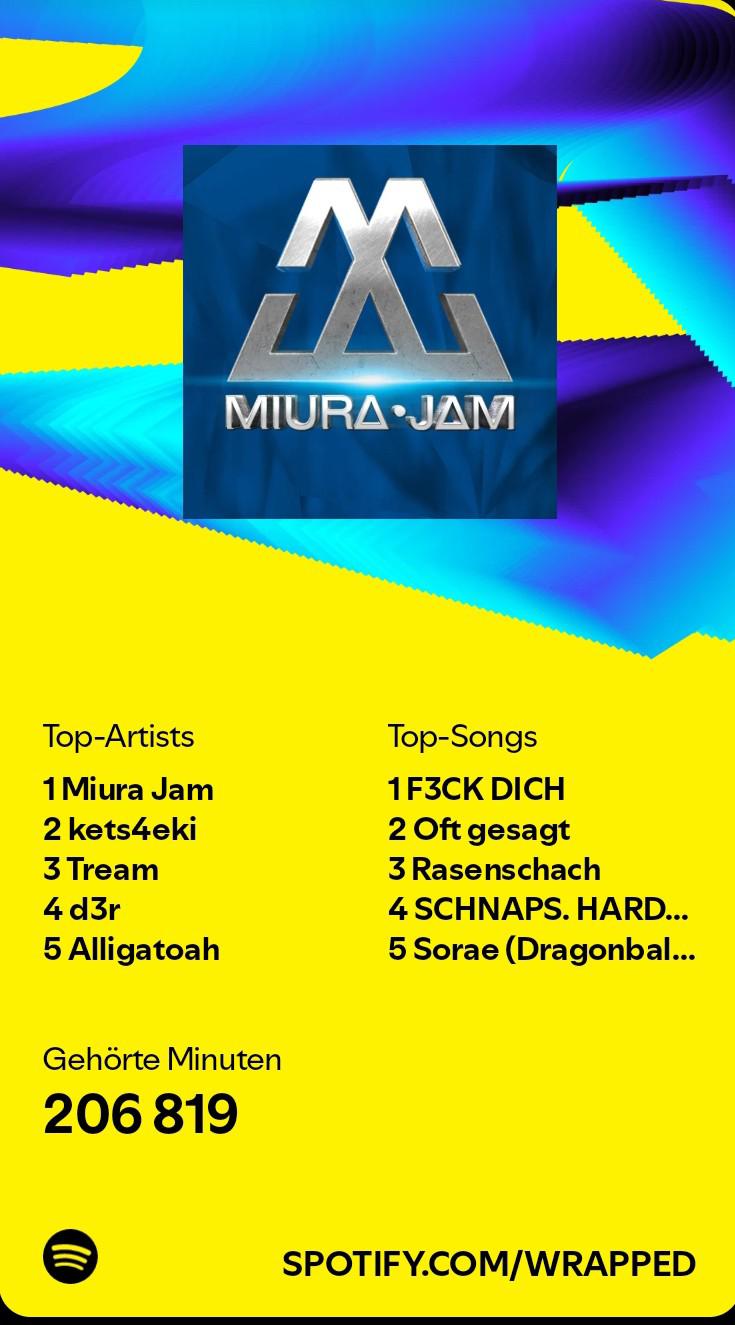 MIURA•JAM
Top-Artists
1 Miura Jam
2 kets4eki
3 Tream
4 d3r
5 Alligatoah
Top-Songs
1 F3CK DICH
2 Oft gesagt
3 Rasenschach
4 SCHNAPS. HARD...
5 Sorae (Dragonbal...
Gehörte Minuten
206 819
SPOTIFY.COM/WRAPPED